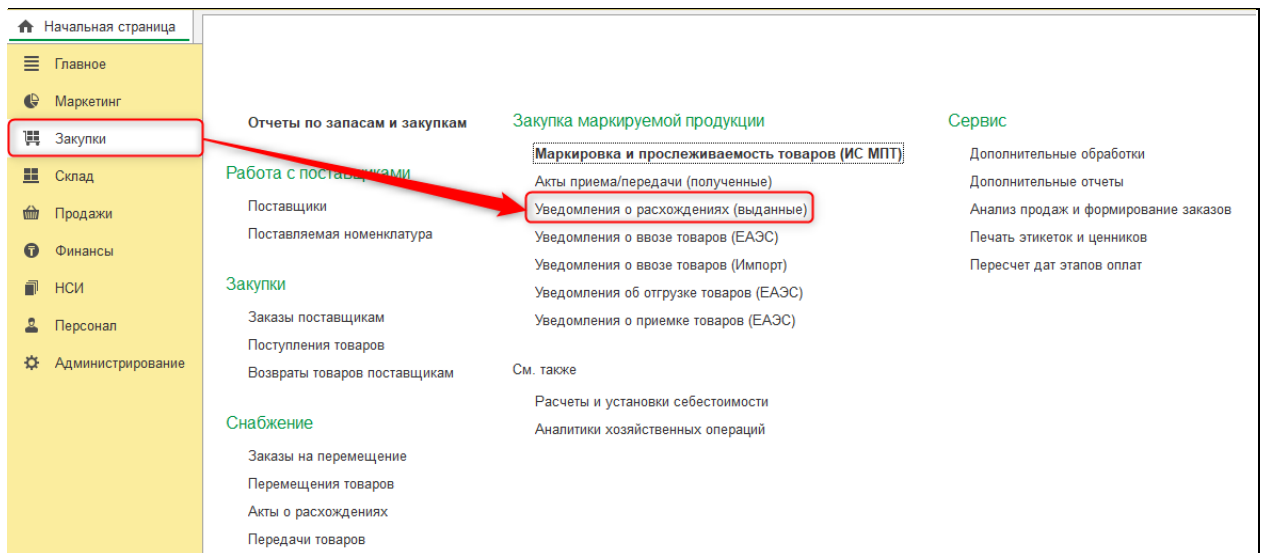 Начальная страница
Главное
Маркетинг
Закупки
Склад
Продажи
Финансы
НСИ
Персонал
Администрирование
Отчеты по запасам и закупкам
Работа с поставщиками
Поставщики
Поставляемая номенклатура
Закупки
Заказы поставщикам
Поступления товаров
Возвраты товаров поставщикам
Снабжение
Заказы на перемещение
Перемещения товаров
Акты о расхождениях
Передачи товаров
Закупка маркируемой продукции
Маркировка и прослеживаемость товаров (ИС МПТ)
Акты приема/передачи (полученные)
Уведомления о расхождениях (выданные)
Уведомления о ввозе товаров (ЕАЭС)
Уведомления о ввозе товаров (Импорт)
Уведомления об отгрузке товаров (ЕАЭС)
Уведомления о приемке товаров (ЕАЭС)
См. также
Расчеты и установки себестоимости
Аналитики хозяйственных операций
Сервис
Дополнительные обработки
Дополнительные отчеты
Анализ продаж и формирование заказов
Печать этикеток и ценников
Пересчет дат этапов оплат